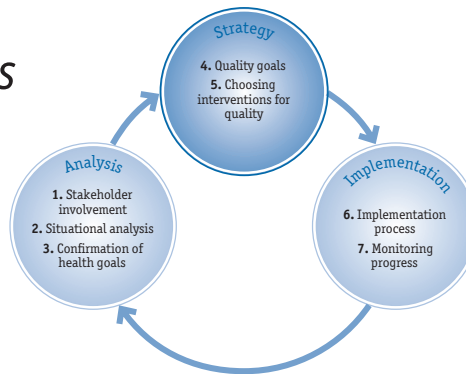 s
Strategy
4. Quality goals
5. Choosing
interventions for
quality
Analysis
1. Stakeholder
involvement
2. Situational analysis
3. Confirmation of
health goals
Implementation
6. Implementation
process
7. Monitoring
progress